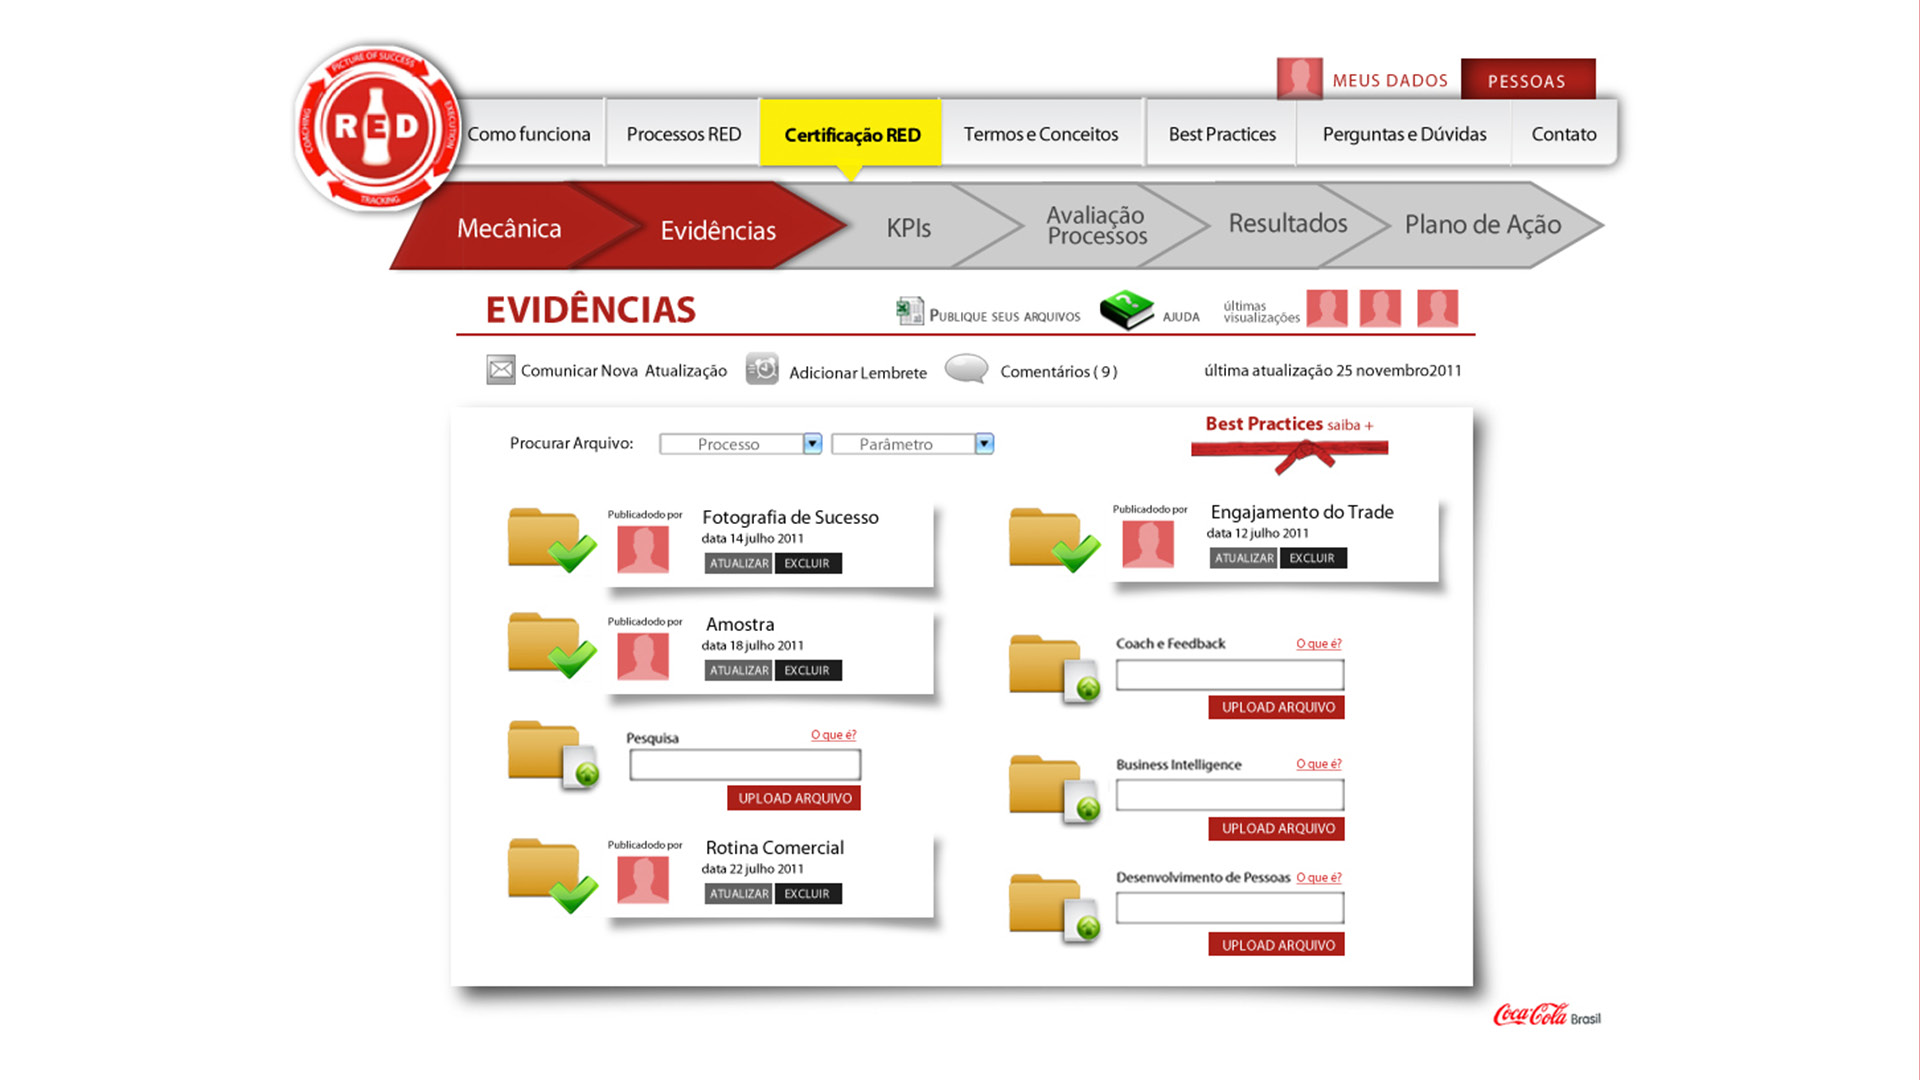 PICTURE OF SUCCESS
EXECUTION
TRACKING
COACHING
RED
MEUS DADOS
PESSOAS
Como funciona
Processos RED
Certificação RED
Termos e Conceitos
Best Practices
Perguntas e Dúvidas
Contato
Mecânica
Evidências
KPIs
Avaliação
Processos
Resultados
Plano de Ação
EVIDÊNCIAS
PUBLIQUE SEUS ARQUIVOS
AJUDA
últimas
visualizações
Comunicar Nova Atualização
Adicionar Lembrete
Comentários ( 9 )
última atualização 25 novembro2011
Procurar Arquivo:
Processo
Parâmetro
Best Practices saiba +
Publicadodo por
Fotografia de Sucesso
data 14 julho 2011
ATUALIZAR EXCLUIR
Publicadodo por
Engajamento do Trade
data 12 julho 2011
ATUALIZAR EXCLUIR
Publicadodo por
Amostra
data 18 julho 2011
ATUALIZAR EXCLUIR
Coach e Feedback O que é?
UPLOAD ARQUIVO
Pesquisa O que é?
UPLOAD ARQUIVO
Business Intelligence O que é?
UPLOAD ARQUIVO
Publicadodo por
Rotina Comercial
data 22 julho 2011
ATUALIZAR EXCLUIR
Desenvolvimento de Pessoas O que é?
UPLOAD ARQUIVO
Coca-Cola Brasil